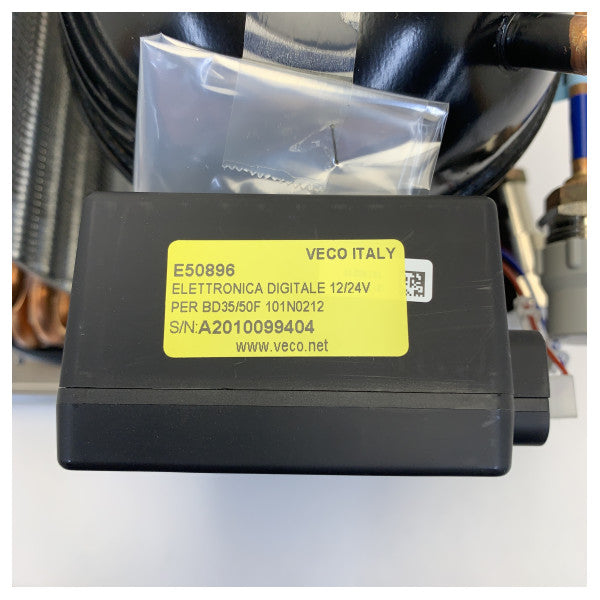 VECO ITALY
E50896
ELETTRONICA DIGITALE 12/24V
PER BD35/50F 101N0212
S/N:A2010099404
www.veco.net